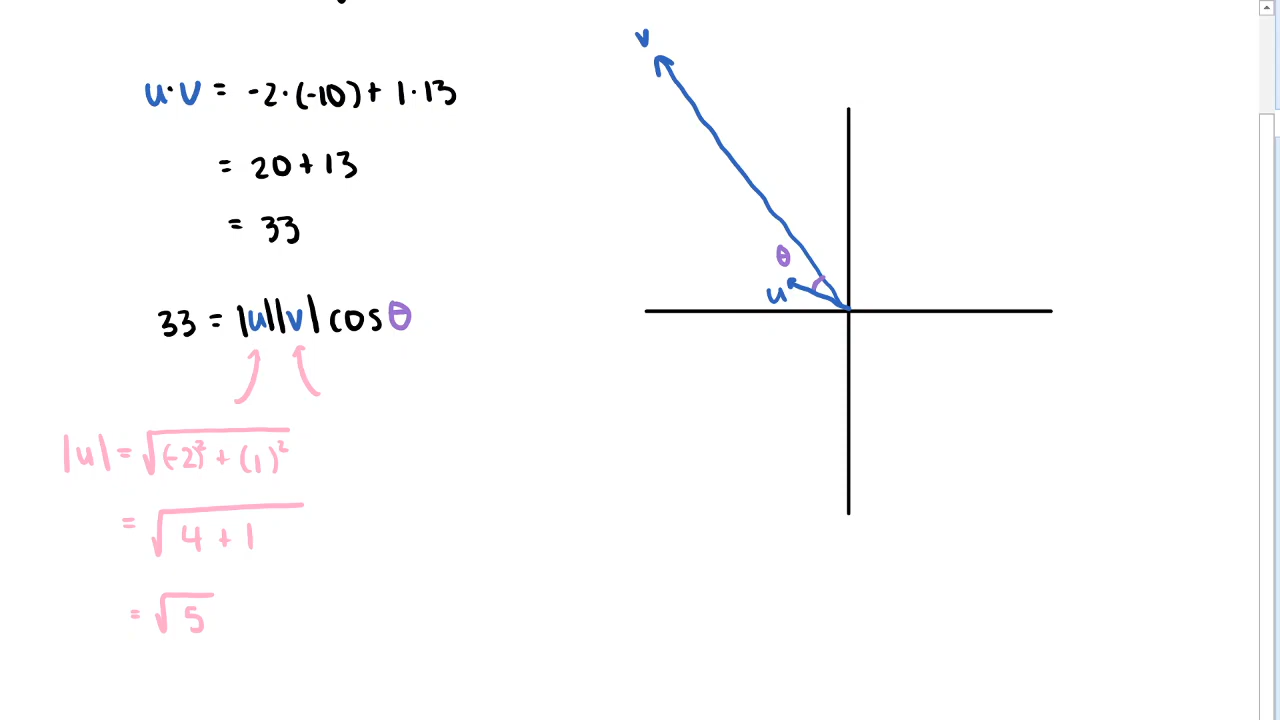 u·v = -2·(-10) + 1·13
= 20 + 13
= 33
33 = |u||v| cos θ
|u| = √(-2)² + (1)²
= √4 + 1
= √5
v
θ
u